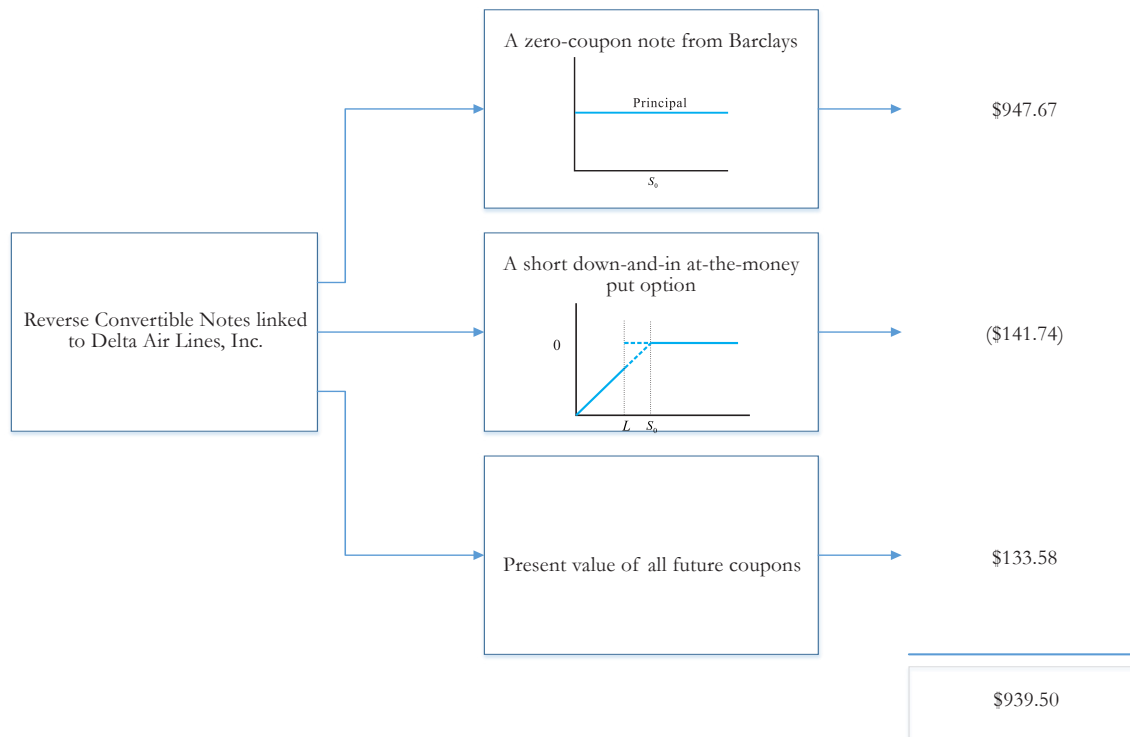 A zero-coupon note from Barclays
Principal
S₀
$947.67
Reverse Convertible Notes linked
to Delta Air Lines, Inc.
A short down-and-in at-the-money
put option
0
L S₀
($141.74)
Present value of all future coupons
$133.58
$939.50